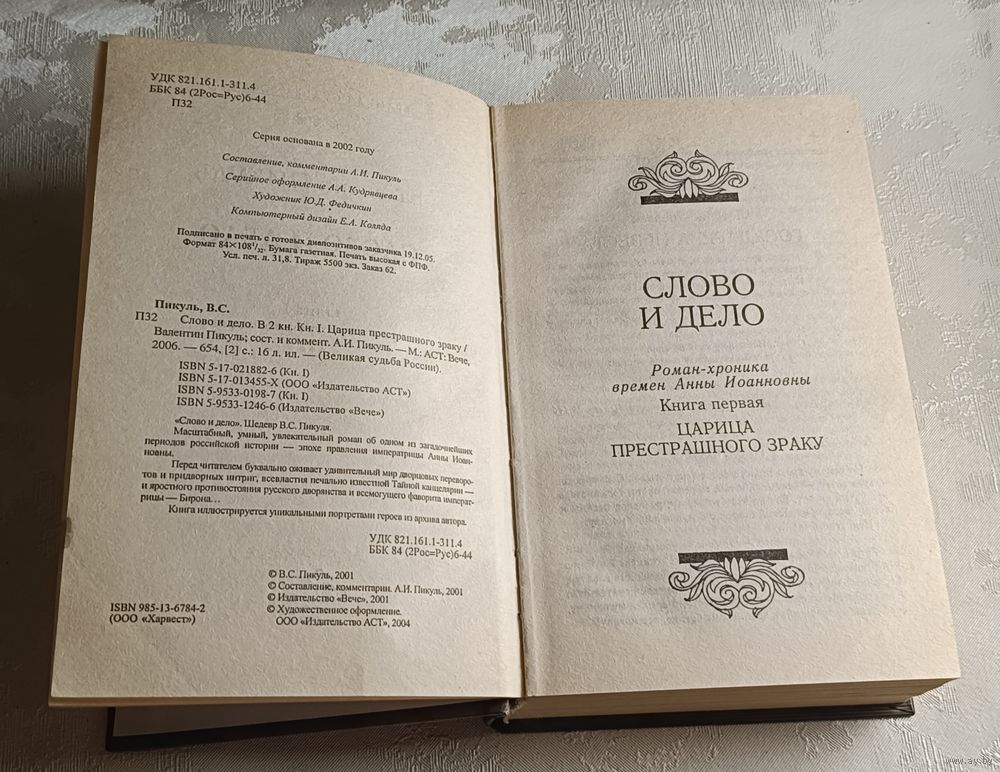 УДК 821.161.1-311.4
ББК 84 (2Рос=Рус)6-44
П32
Серия основана в 2002 году
Составление, комментарии А.И. Пикуль
Серийное оформление А.А. Кудрявцева
Художник Ю.Д. Федичкин
Компьютерный дизайн Е.А. Коляда
Подписано в печать с готовых диапозитивов заказчика 19.12.05.
Формат 84×108 1/32. Бумага газетная. Печать высокая с ФПФ.
Усл. печ. л. 31,8. Тираж 5500 экз. Заказ 62.
Пикуль, В.С.
П32 Слово и дело. В 2 кн. Кн. I. Царица престрашного зраку /
Валентин Пикуль; сост. и коммент. А.И. Пикуль. — М.: АСТ: Вече,
2006. — 654, [2] с.: 16 л. ил. — (Великая судьба России).
ISBN 5-17-021882-6 (Кн. I)
ISBN 5-17-013455-X (ООО «Издательство АСТ»)
ISBN 5-9533-0198-7 (Кн. I)
ISBN 5-9533-1246-6 (Издательство «Вече»)
«Слово и дело». Шедевр В.С. Пикуля.
Масштабный, умный, увлекательный роман об одном из загадочнейших
периодов российской истории — эпохе правления императрицы Анны Иоан-
новны.
Перед читателем буквально оживает удивительный мир дворцовых переворо-
тов и придворных интриг, всевластия печально известной Тайной канцелярии —
и яростного противостояния русского дворянства и всемогущего фаворита импера-
трицы — Бирона...
Книга иллюстрируется уникальными портретами героев из архива автора.
УДК 821.161.1-311.4
ББК 84 (2Рос=Рус)6-44
© В.С. Пикуль, 2001
© Составление, комментарии. А.И. Пикуль, 2001
© Издательство «Вече», 2001
© Художественное оформление.
ООО «Издательство АСТ», 2004
ISBN 985-13-6784-2
(ООО «Харвест»)
СЛОВО
И ДЕЛО
Роман-хроника
времен Анны Иоанновны
Книга первая
ЦАРИЦА
ПРЕСТРАШНОГО ЗРАКУ
www.ay.by